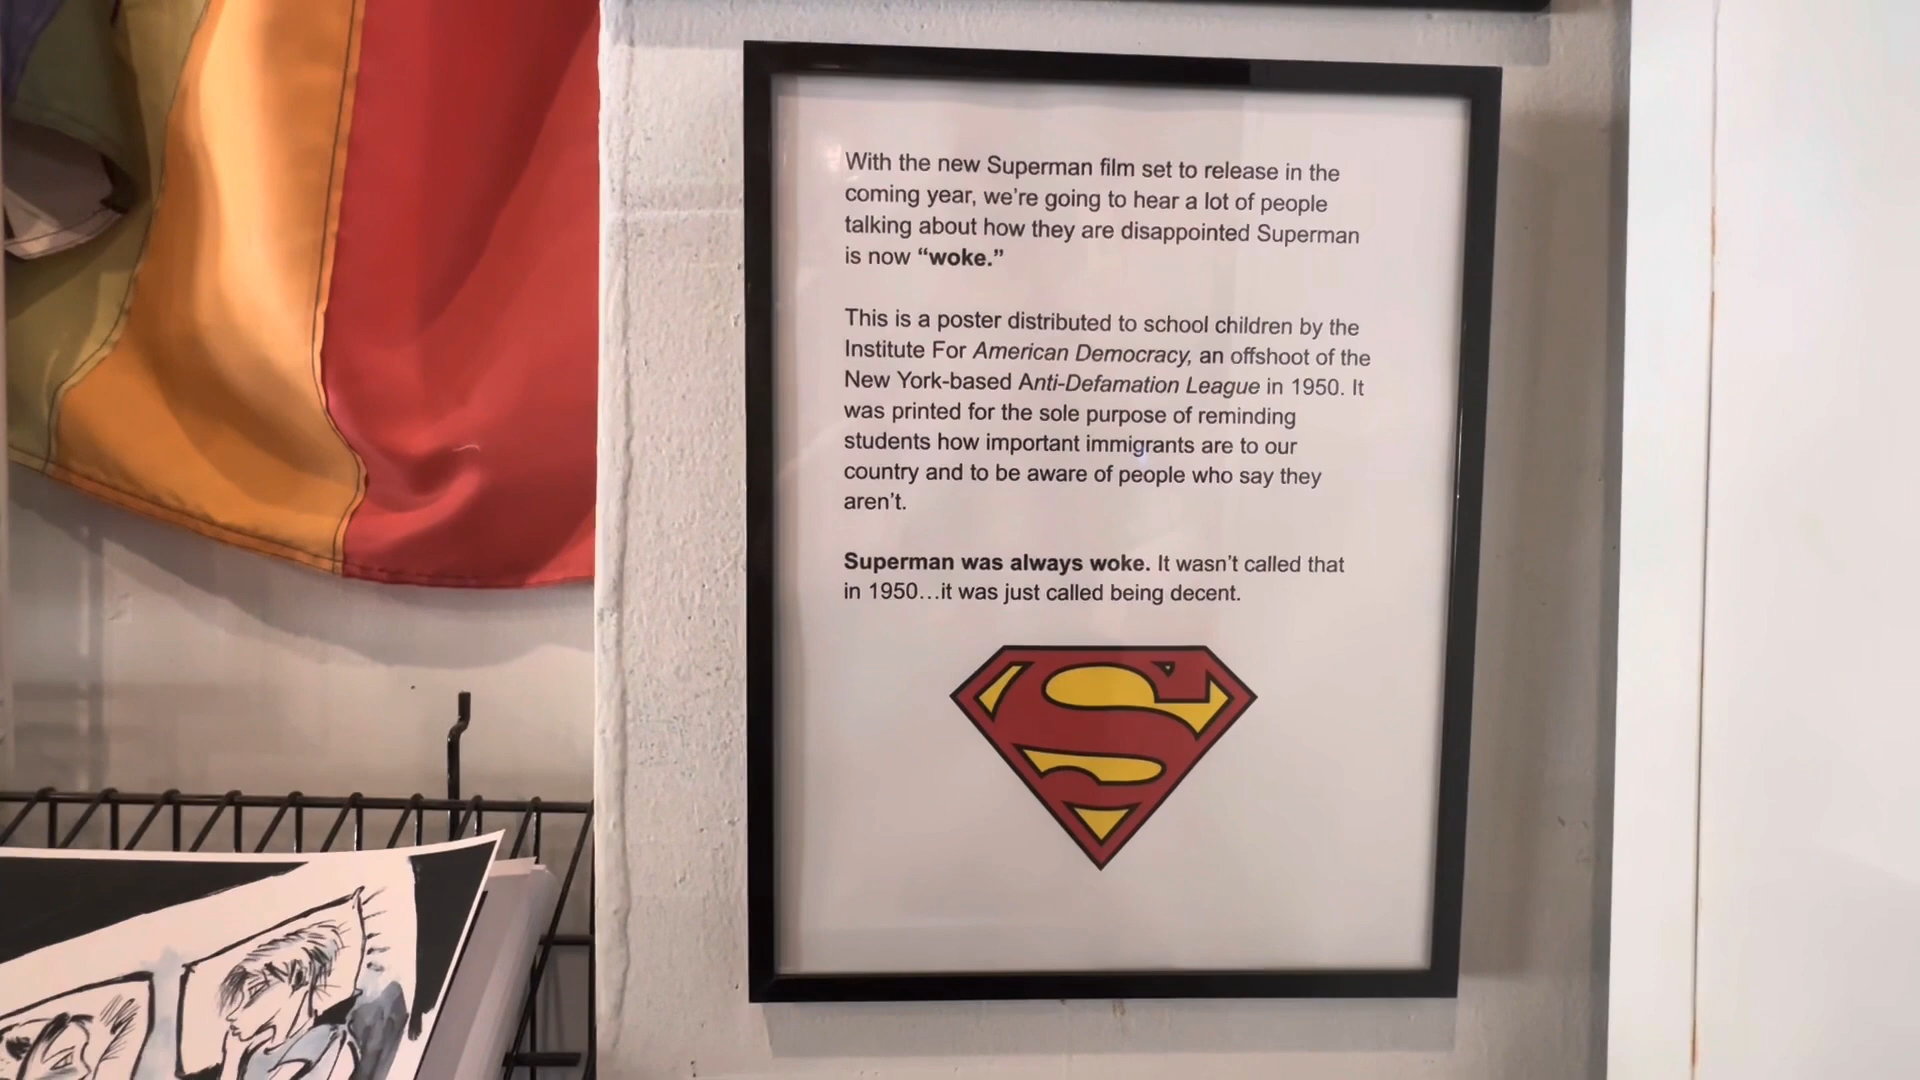 With the new Superman film set to release in the
coming year, we’re going to hear a lot of people
talking about how they are disappointed Superman
is now “woke.”
This is a poster distributed to school children by the
Institute For American Democracy, an offshoot of the
New York-based Anti-Defamation League in 1950. It
was printed for the sole purpose of reminding
students how important immigrants are to our
country and to be aware of people who say they
aren’t.
Superman was always woke. It wasn’t called that
in 1950…it was just called being decent.
S